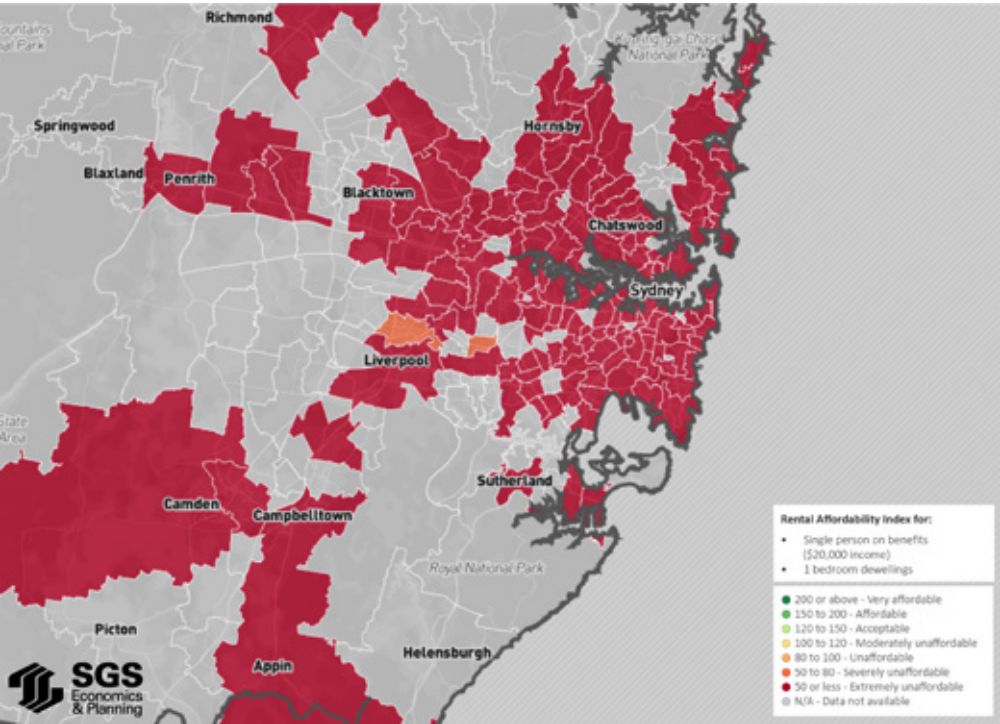 Richmond
ountains
al Park
Ku-ring-gai Chase
National Park
Springwood
Hornsby
Blaxland
Penrith
Blacktown
Chatswood
Sydney
Liverpool
State
Area
Sutherland
Camden
Campbelltown
Royal National Park
Picton
Helensburgh
Appin
SGS
Economics
& Planning
Rental Affordability Index for:
• Single person on benefits
($20,000 income)
• 1 bedroom dewellings
200 or above - Very affordable
150 to 200 - Affordable
120 to 150 - Acceptable
100 to 120 - Moderately unaffordable
80 to 100 - Unaffordable
50 to 80 - Severely unaffordable
50 or less - Extremely unaffordable
N/A - Data not available